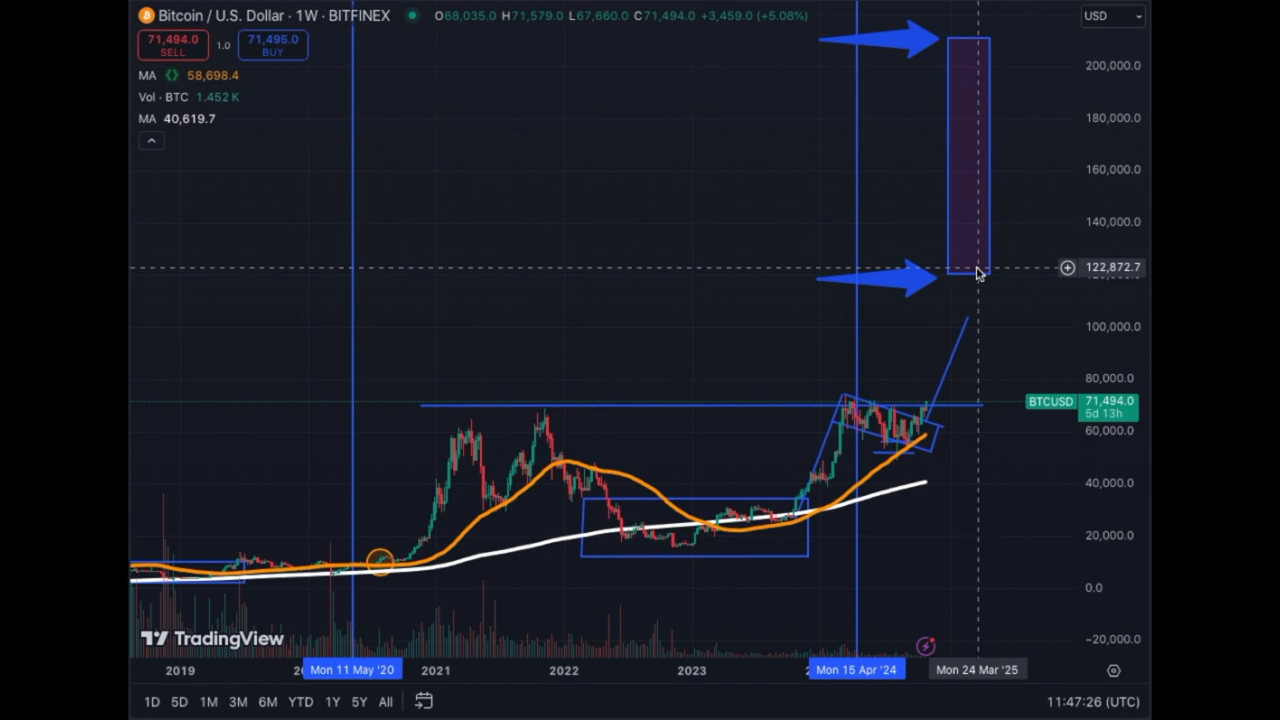 Bitcoin / U.S. Dollar · 1W · BITFINEX O68,035.0 H71,579.0 L67,660.0 C71,494.0 +3,459.0 (+5.08%) USD
71,494.0 1.0 71,495.0
SELL BUY
MA 58,698.4
Vol · BTC 1.452 K
MA 40,619.7
200,000.0
180,000.0
160,000.0
140,000.0
122,872.7
100,000.0
80,000.0
BTCUSD 71,494.0
5d 13h
60,000.0
40,000.0
20,000.0
0.0
−20,000.0
TradingView
2019 Mon 11 May '20 2021 2022 2023 Mon 15 Apr '24 Mon 24 Mar '25
1D 5D 1M 3M 6M YTD 1Y 5Y All 11:47:26 (UTC)